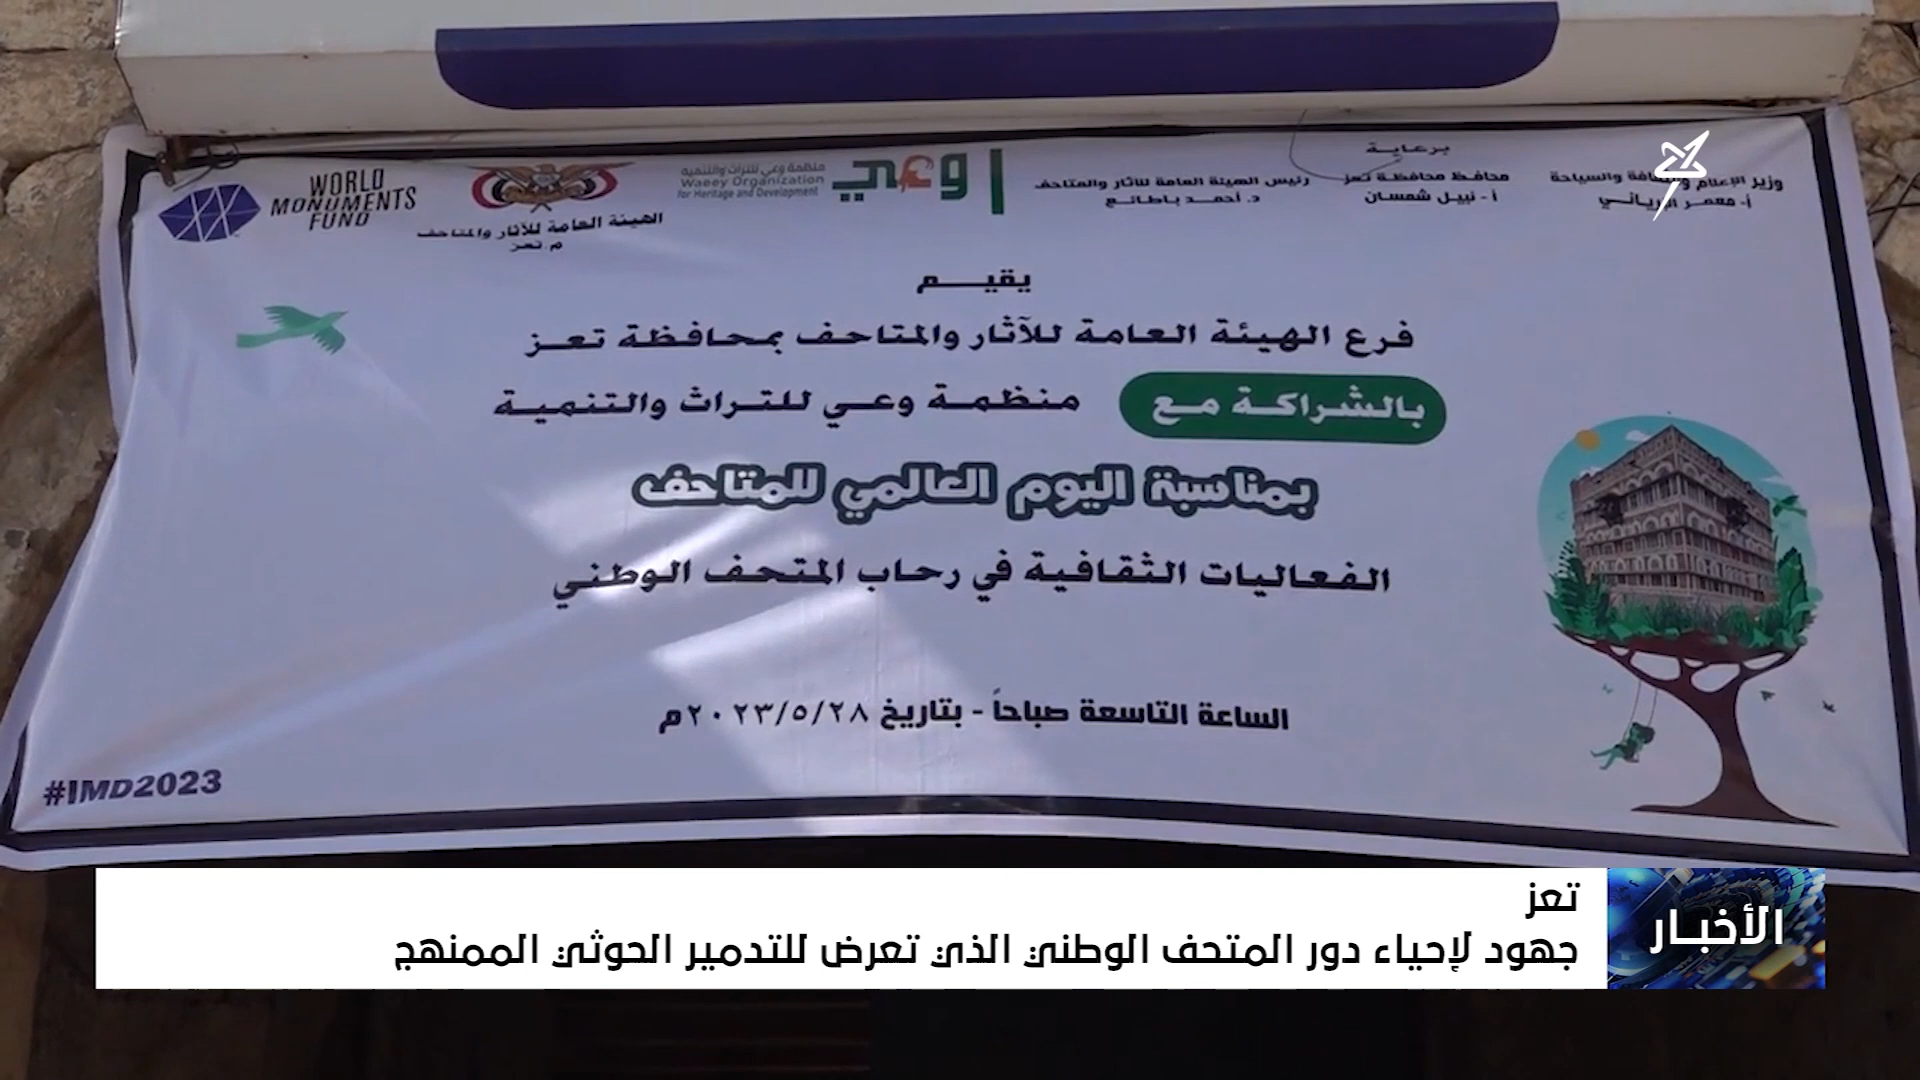 برعاية
وزير الإعلام والثقافة والسياحة
أ- معمر الإرياني
محافظ محافظة تعز
أ - نبيل شمسان
رئيس الهيئة العامة للآثار والمتاحف
د. أحمد باطائع
وعي
منظمة وعي للتراث والتنمية
Waeey Organization
for Heritage and Development
الهيئة العامة للآثار والمتاحف
م. تعز
WORLD
MONUMENTS
FUND
يقيم
فرع الهيئة العامة للآثار والمتاحف بمحافظة تعز
بالشراكة مع منظمة وعي للتراث والتنمية
بمناسبة اليوم العالمي للمتاحف
الفعاليات الثقافية في رحاب المتحف الوطني
الساعة التاسعة صباحاً - بتاريخ ٢٠٢٣/٥/٢٨م
#IMD2023
الأخبار
تعز
جهود لإحياء دور المتحف الوطني الذي تعرض للتدمير الحوثي الممنهج